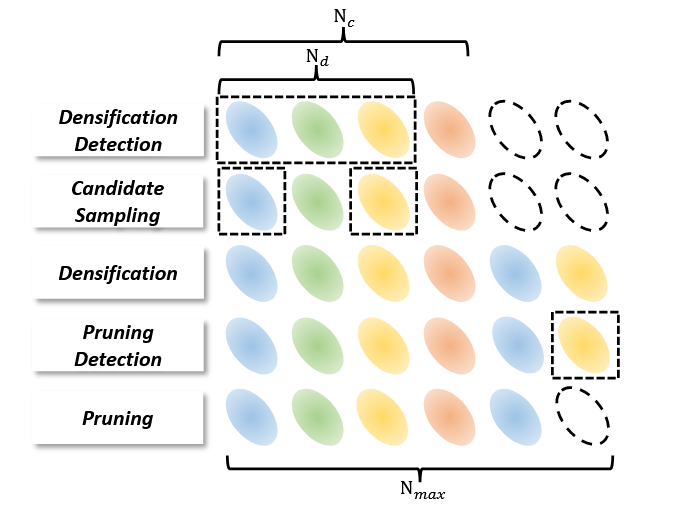 N_c
N_d
Densification
Detection
Candidate
Sampling
Densification
Pruning
Detection
Pruning
N_max